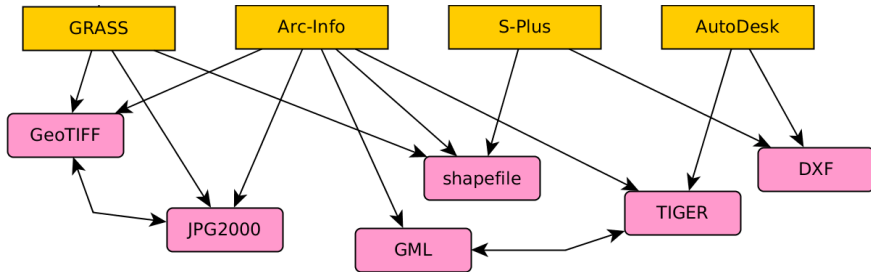 GRASS
Arc-Info
S-Plus
AutoDesk
GeoTIFF
shapefile
DXF
JPG2000
TIGER
GML